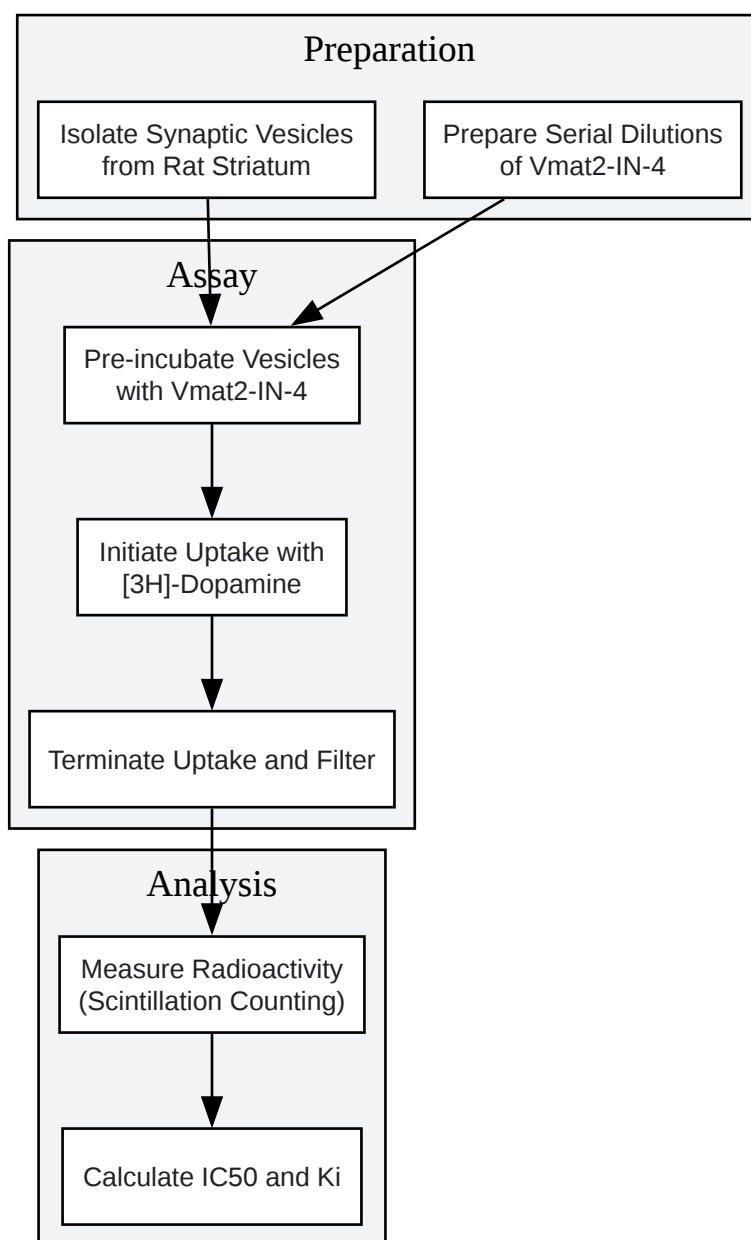 Preparation
Isolate Synaptic Vesicles
from Rat Striatum
Prepare Serial Dilutions
of Vmat2-IN-4
Assay
Pre-incubate Vesicles
with Vmat2-IN-4
Initiate Uptake with
[3H]-Dopamine
Terminate Uptake and Filter
Analysis
Measure Radioactivity
(Scintillation Counting)
Calculate IC50 and Ki